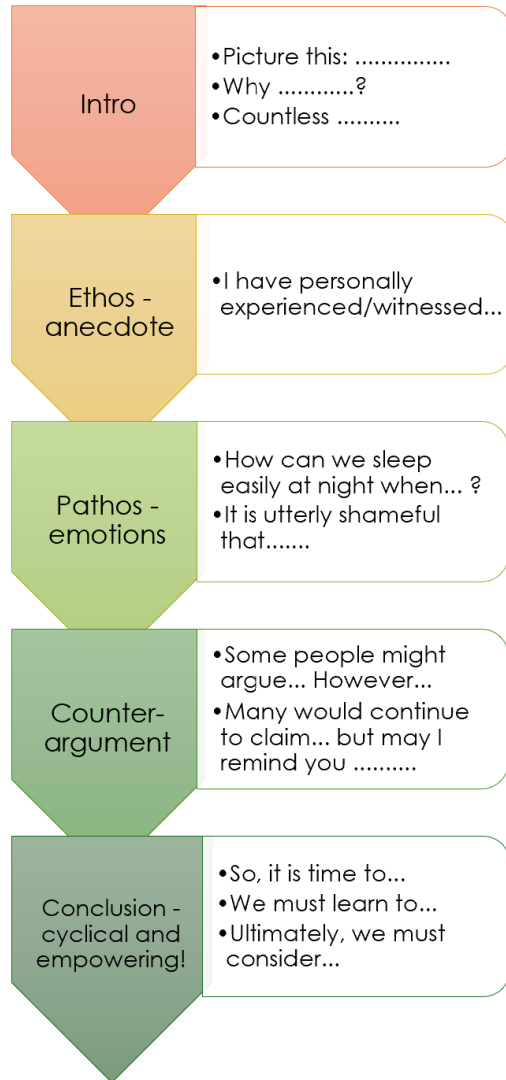 Intro
•Picture this: ...............
•Why ............?
•Countless ..........
Ethos -
anecdote
•I have personally
experienced/witnessed...
Pathos -
emotions
•How can we sleep
easily at night when... ?
•It is utterly shameful
that.......
Counter-
argument
•Some people might
argue... However...
•Many would continue
to claim... but may I
remind you ..........
Conclusion -
cyclical and
empowering!
•So, it is time to...
•We must learn to...
•Ultimately, we must
consider...